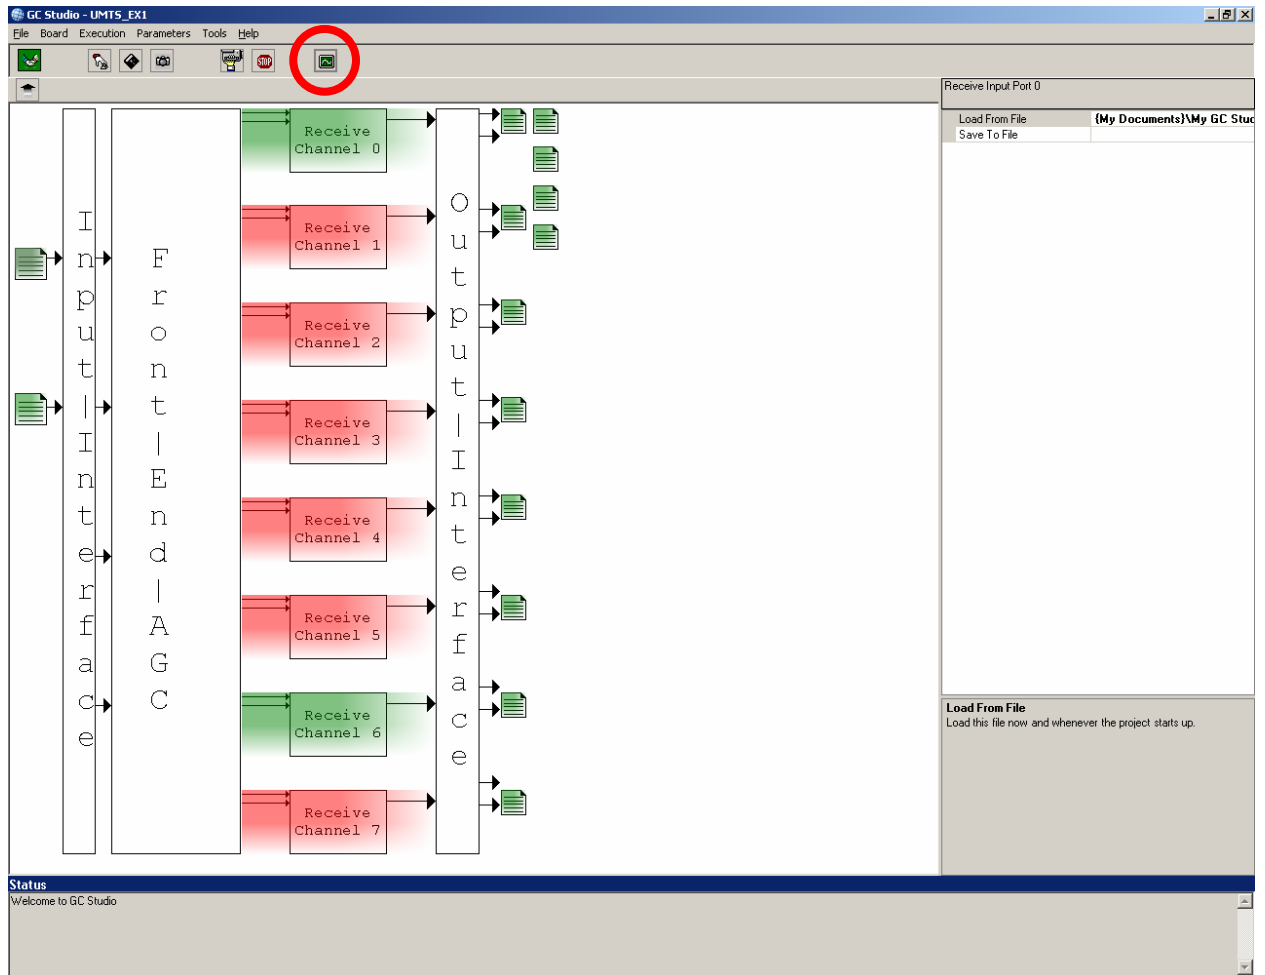 GC Studio - UMTS_EX1
File Board Execution Parameters Tools Help
STOP
Receive Input Port 0
Load From File {My Documents}\My GC Stud
Save To File
Input|Interface
Front|End|AGC
Receive
Channel 0
Receive
Channel 1
Receive
Channel 2
Receive
Channel 3
Receive
Channel 4
Receive
Channel 5
Receive
Channel 6
Receive
Channel 7
Output|Interface
Load From File
Load this file now and whenever the project starts up.
Status
Welcome to GC Studio